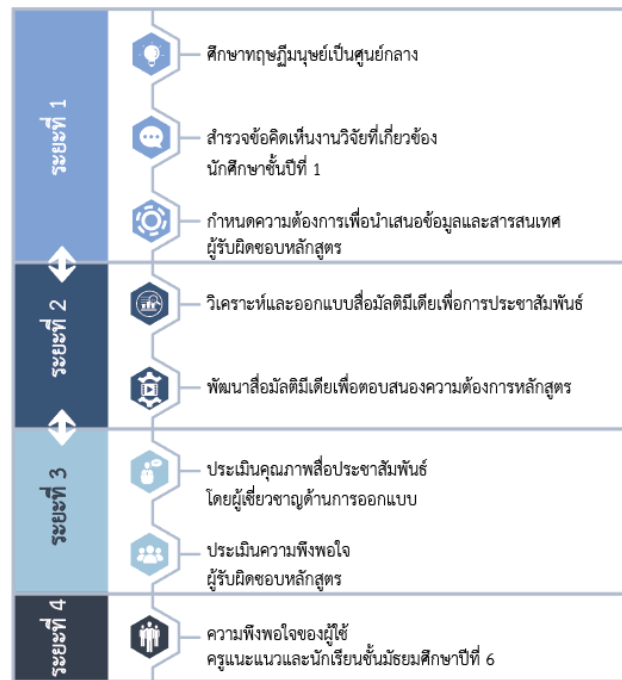 ระยะที่ 1
ศึกษาทฤษฏีมนุษย์เป็นศูนย์กลาง
สำรวจข้อคิดเห็นงานวิจัยที่เกี่ยวข้อง
นักศึกษาชั้นปีที่ 1
กำหนดความต้องการเพื่อนำเสนอข้อมูลและสารสนเทศ
ผู้รับผิดชอบหลักสูตร
ระยะที่ 2
วิเคราะห์และออกแบบสื่อมัลติมีเดียเพื่อการประชาสัมพันธ์
พัฒนาสื่อมัลติมีเดียเพื่อตอบสนองความต้องการหลักสูตร
ระยะที่ 3
ประเมินคุณภาพสื่อประชาสัมพันธ์
โดยผู้เชี่ยวชาญด้านการออกแบบ
ประเมินความพึงพอใจ
ผู้รับผิดชอบหลักสูตร
ระยะที่ 4
ความพึงพอใจของผู้ใช้
ครูแนะแนวและนักเรียนชั้นมัธยมศึกษาปีที่ 6